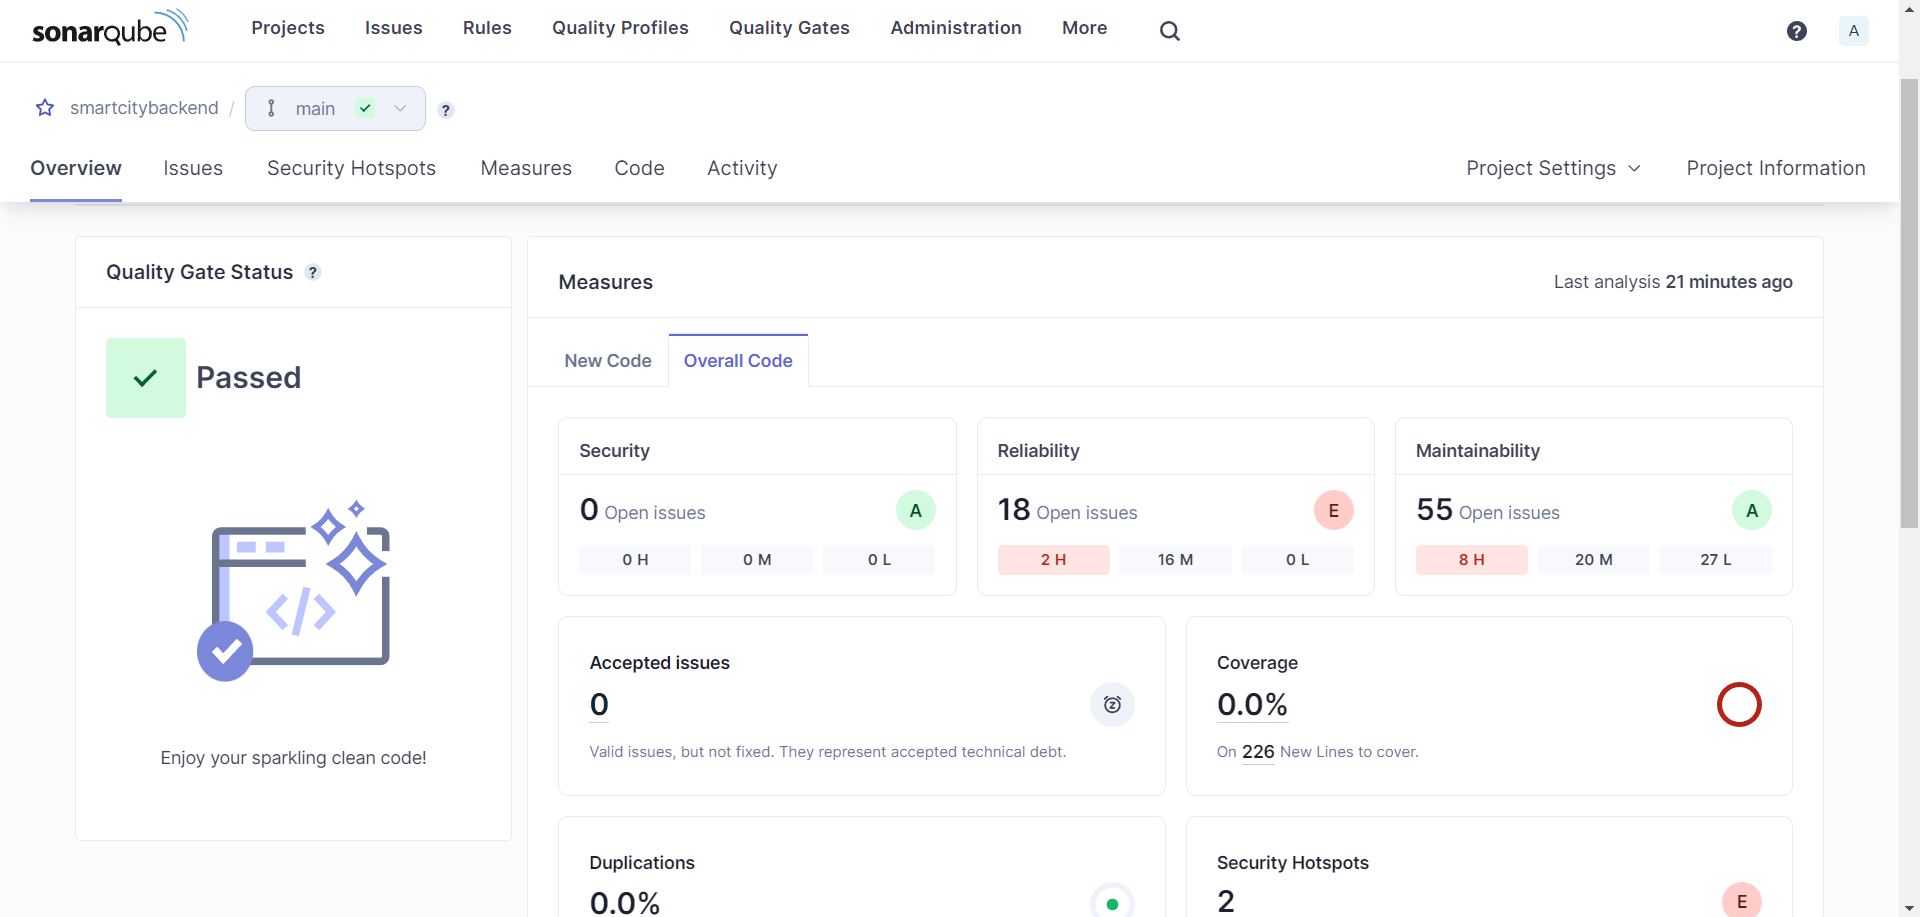 sonarqube Projects Issues Rules Quality Profiles Quality Gates Administration More ? A
smartcitybackend / main ?
Overview Issues Security Hotspots Measures Code Activity Project Settings Project Information
Quality Gate Status ?
Passed
</>
Enjoy your sparkling clean code!
Measures
Last analysis 21 minutes ago
New Code Overall Code
Security
0 Open issues A
0 H 0 M 0 L
Reliability
18 Open issues E
2 H 16 M 0 L
Maintainability
55 Open issues A
8 H 20 M 27 L
Accepted issues
0
Valid issues, but not fixed. They represent accepted technical debt.
Coverage
0.0%
On 226 New Lines to cover.
Duplications
0.0%
Security Hotspots
2 E